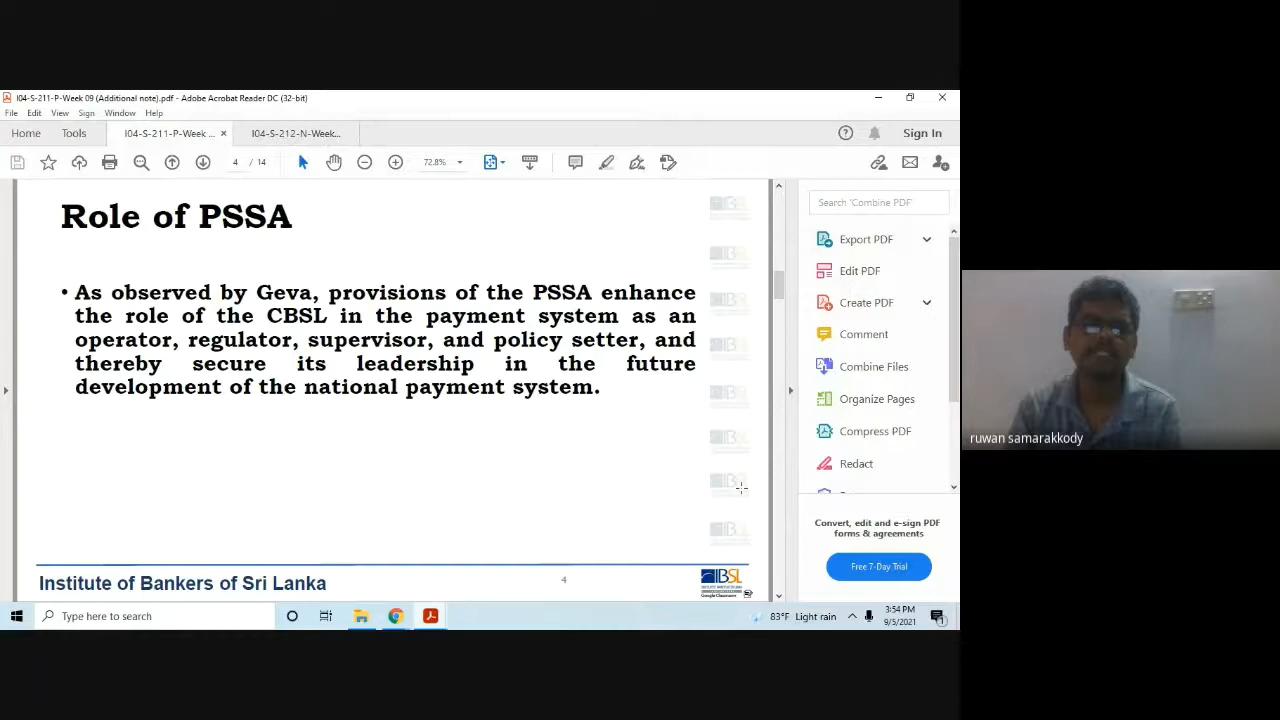 I04-S-211-P-Week 09 (Additional note).pdf - Adobe Acrobat Reader DC (32-bit)
File Edit View Sign Window Help
Home Tools I04-S-211-P-Week ... I04-S-212-N-Week... Sign In
4 / 14 72.8%
Role of PSSA
• As observed by Geva, provisions of the PSSA enhance
the role of the CBSL in the payment system as an
operator, regulator, supervisor, and policy setter, and
thereby secure its leadership in the future
development of the national payment system.
Institute of Bankers of Sri Lanka
4
IBSL
Search 'Combine PDF'
Export PDF
Edit PDF
Create PDF
Comment
Combine Files
Organize Pages
Compress PDF
Redact
Convert, edit and e-sign PDF
forms & agreements
Free 7-Day Trial
Type here to search
83°F Light rain
3:54 PM
9/5/2021
1
ruwan samarakkody